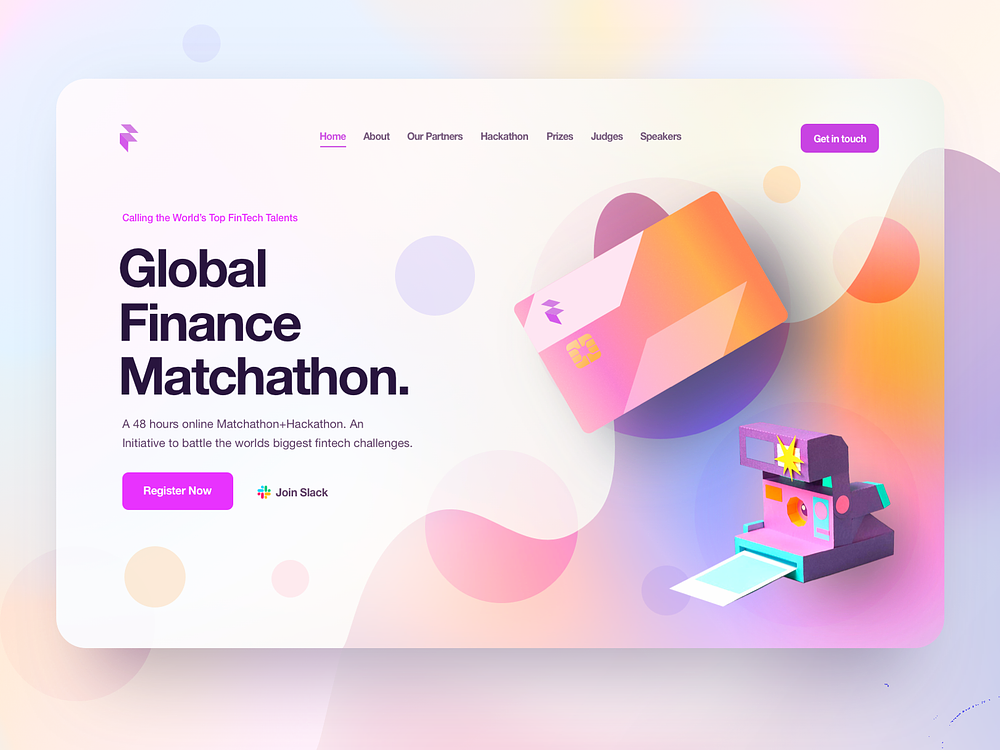 Home About Our Partners Hackathon Prizes Judges Speakers Get in touch
Calling the World's Top FinTech Talents
Global
Finance
Matchathon.
A 48 hours online Matchathon+Hackathon. An
Initiative to battle the worlds biggest fintech challenges.
Register Now Join Slack